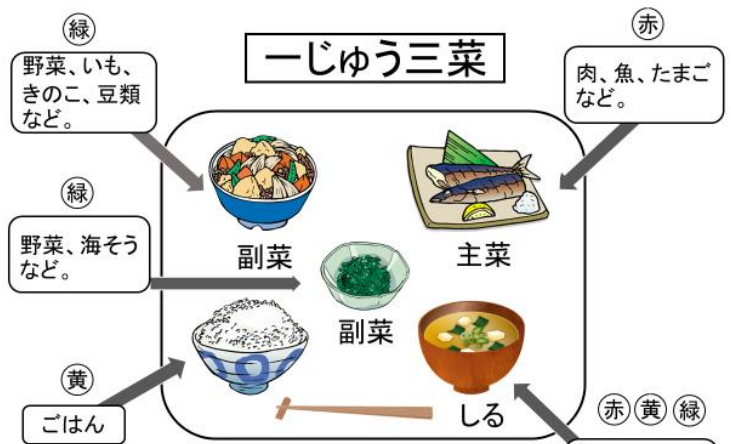 一じゅう三菜
緑
野菜、いも、
きのこ、豆類
など。
赤
肉、魚、たまご
など。
副菜
主菜
緑
野菜、海そう
など。
副菜
黄
ごはん
しる
赤 黄 緑